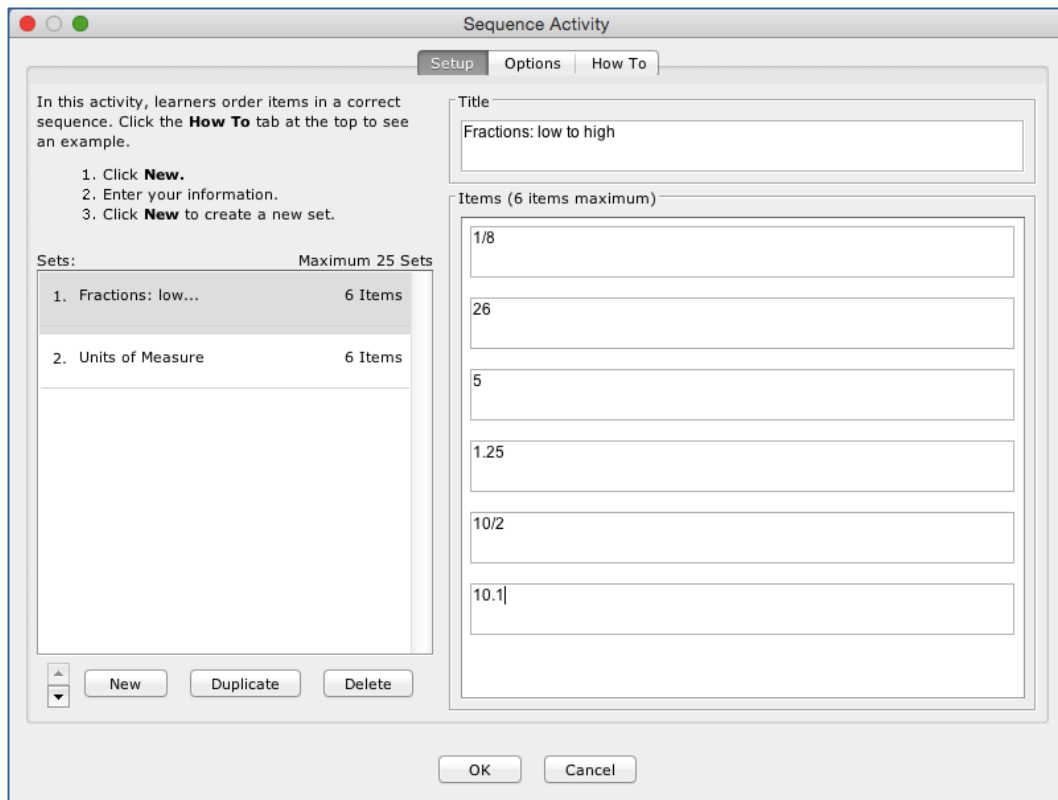 Sequence Activity
Setup Options How To
In this activity, learners order items in a correct
sequence. Click the How To tab at the top to see
an example.
1. Click New.
2. Enter your information.
3. Click New to create a new set.
Sets: Maximum 25 Sets
1. Fractions: low... 6 Items
2. Units of Measure 6 Items
New Duplicate Delete
Title
Fractions: low to high
Items (6 items maximum)
1/8
26
5
1.25
10/2
10.1
OK Cancel